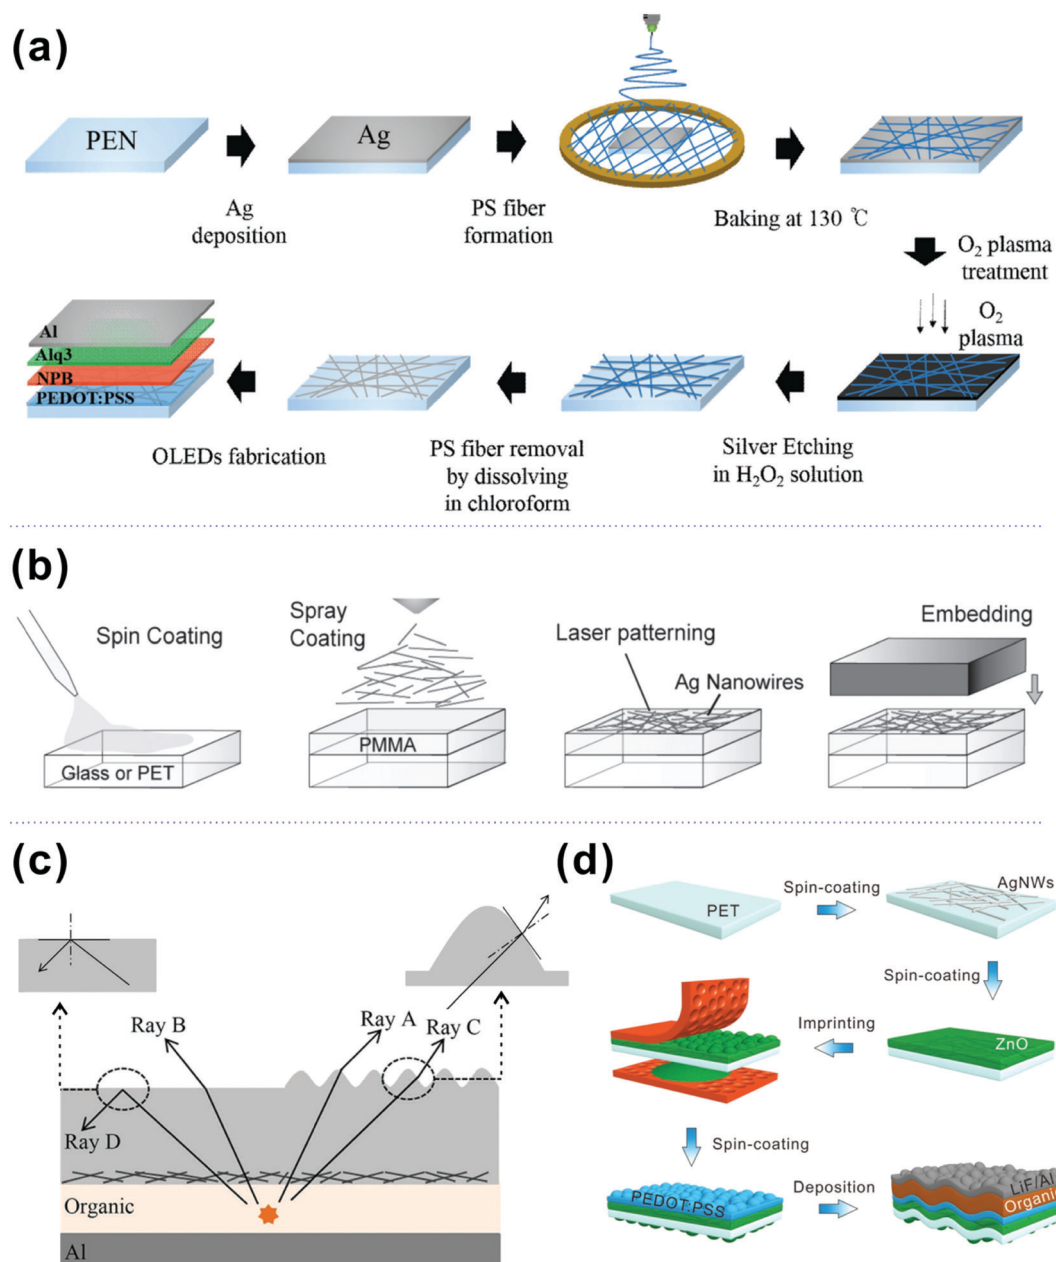 (a)
PEN
Ag
deposition
Ag
PS fiber
formation
Baking at 130 ℃
O₂ plasma
treatment
O₂
plasma
Silver Etching
in H₂O₂ solution
PS fiber removal
by dissolving
in chloroform
OLEDs fabrication
Al
Alq3
NPB
PEDOT:PSS
(b)
Spin Coating
Glass or PET
Spray
Coating
PMMA
Laser patterning
Ag Nanowires
Embedding
(c)
Ray B
Ray A
Ray C
Ray D
Organic
Al
(d)
PET
Spin-coating
AgNWs
Spin-coating
ZnO
Imprinting
Spin-coating
PEDOT:PSS
Deposition
LiF/Al
Organic